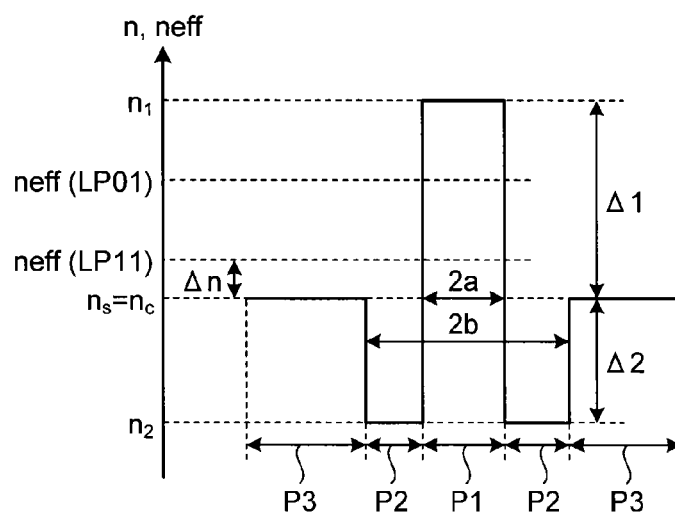 n, neff
n1
neff (LP01)
Δ1
neff (LP11)
Δn
2a
ns=nc
2b
Δ2
n2
P3 P2 P1 P2 P3